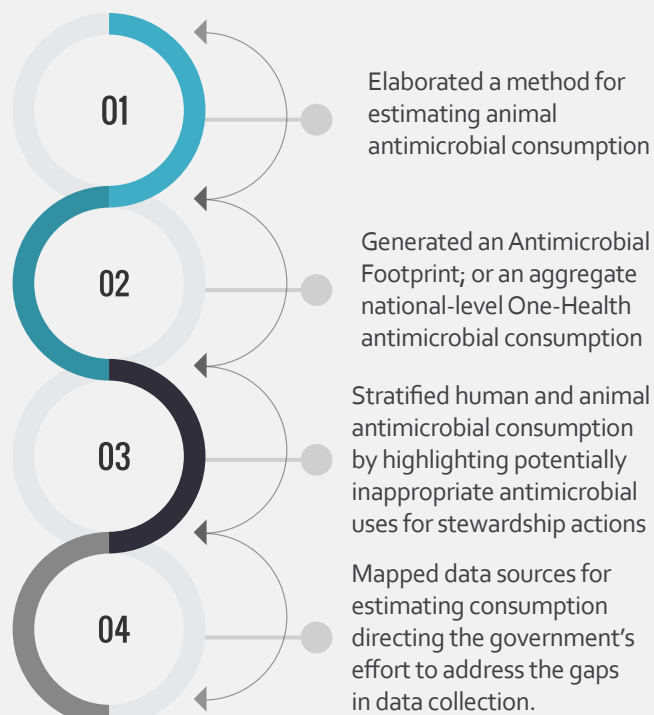 01
Elaborated a method for
estimating animal
antimicrobial consumption
02
Generated an Antimicrobial
Footprint; or an aggregate
national-level One-Health
antimicrobial consumption
03
Stratified human and animal
antimicrobial consumption
by highlighting potentially
inappropriate antimicrobial
uses for stewardship actions
04
Mapped data sources for
estimating consumption
directing the government’s
effort to address the gaps
in data collection.